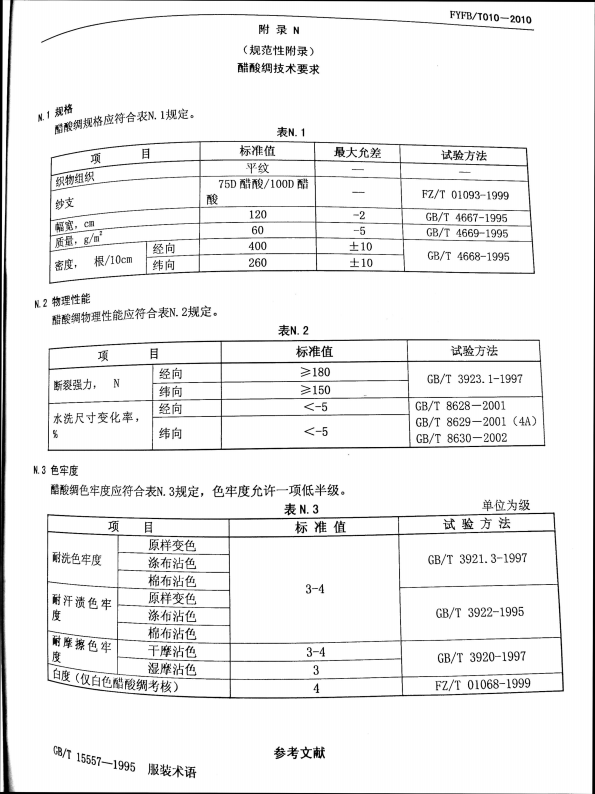 FYFB/T010—2010
附 录 N
（规范性附录）
醋酸绸技术要求
N.1 规格
醋酸绸规格应符合表N.1规定。
表N.1
项 目 标准值 最大允差 试验方法
织物组织 平纹 — —
纱支 75D 醋酸/100D 醋酸 — FZ/T 01093-1999
幅宽，cm 120 -2 GB/T 4667-1995
质量，g/m² 60 -5 GB/T 4669-1995
密度， 根/10cm 经向 400 ±10 GB/T 4668-1995
纬向 260 ±10
N.2 物理性能
醋酸绸物理性能应符合表N.2规定。
表N.2
项 目 标准值 试验方法
断裂强力， N 经向 ≥180 GB/T 3923.1-1997
纬向 ≥150
水洗尺寸变化率，% 经向 <-5 GB/T 8628—2001
GB/T 8629—2001（4A）
纬向 <-5 GB/T 8630—2002
N.3 色牢度
醋酸绸色牢度应符合表N.3规定，色牢度允许一项低半级。
表 N.3 单位为级
项 目 标 准 值 试 验 方 法
耐洗色牢度 原样变色 3-4 GB/T 3921.3-1997
涤布沾色
棉布沾色
耐汗渍色牢度 原样变色 GB/T 3922-1995
涤布沾色
棉布沾色
耐摩擦色牢度 干摩沾色 3-4 GB/T 3920-1997
湿摩沾色 3
白度（仅白色醋酸绸考核） 4 FZ/T 01068-1999
参考文献
GB/T 15557—1995 服装术语